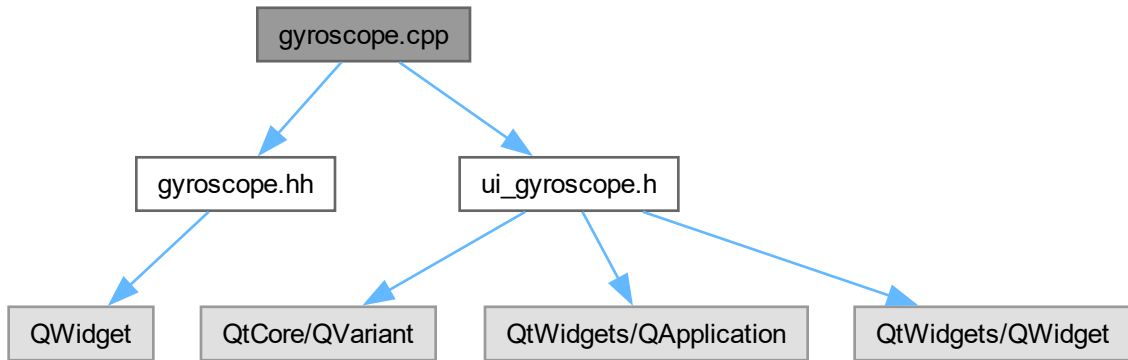 gyroscope.cpp
gyroscope.hh
ui_gyroscope.h
QWidget
QtCore/QVariant
QtWidgets/QApplication
QtWidgets/QWidget